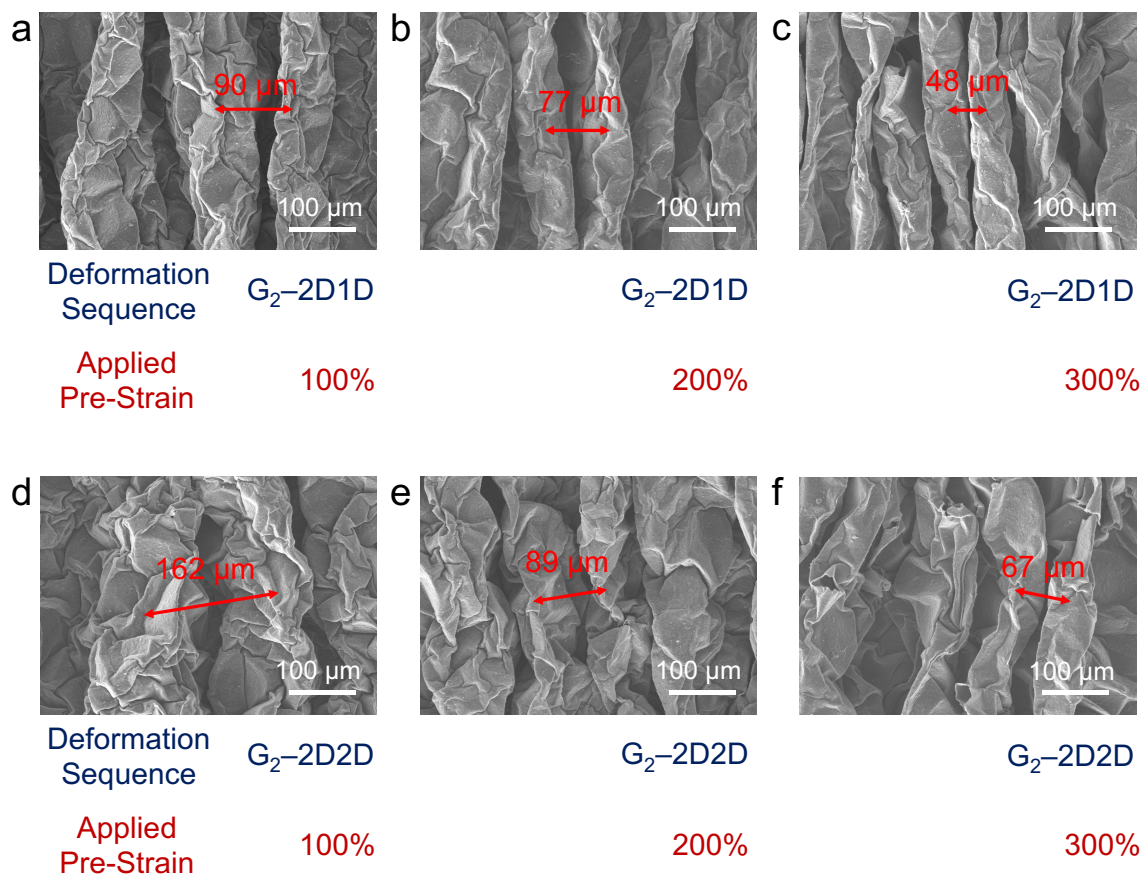 a
b
c
90 μm
77 μm
48 μm
100 μm
100 μm
100 μm
Deformation
Sequence
G₂–2D1D
G₂–2D1D
G₂–2D1D
Applied
Pre-Strain
100%
200%
300%
d
e
f
162 μm
89 μm
67 μm
100 μm
100 μm
100 μm
Deformation
Sequence
G₂–2D2D
G₂–2D2D
G₂–2D2D
Applied
Pre-Strain
100%
200%
300%